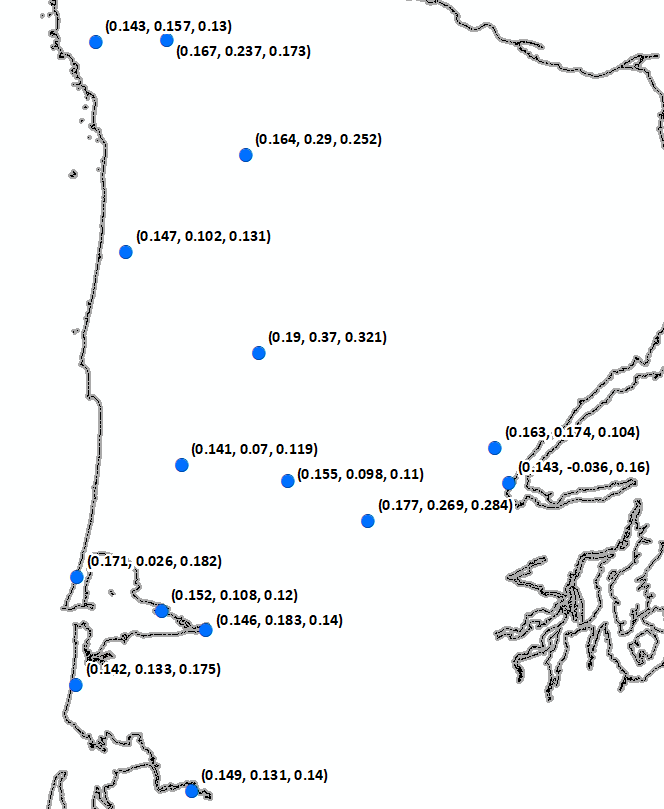 (0.143, 0.157, 0.13)
(0.167, 0.237, 0.173)
(0.164, 0.29, 0.252)
(0.147, 0.102, 0.131)
(0.19, 0.37, 0.321)
(0.163, 0.174, 0.104)
(0.141, 0.07, 0.119)
(0.143, -0.036, 0.16)
(0.155, 0.098, 0.11)
(0.177, 0.269, 0.284)
(0.171, 0.026, 0.182)
(0.152, 0.108, 0.12)
(0.146, 0.183, 0.14)
(0.142, 0.133, 0.175)
(0.149, 0.131, 0.14)